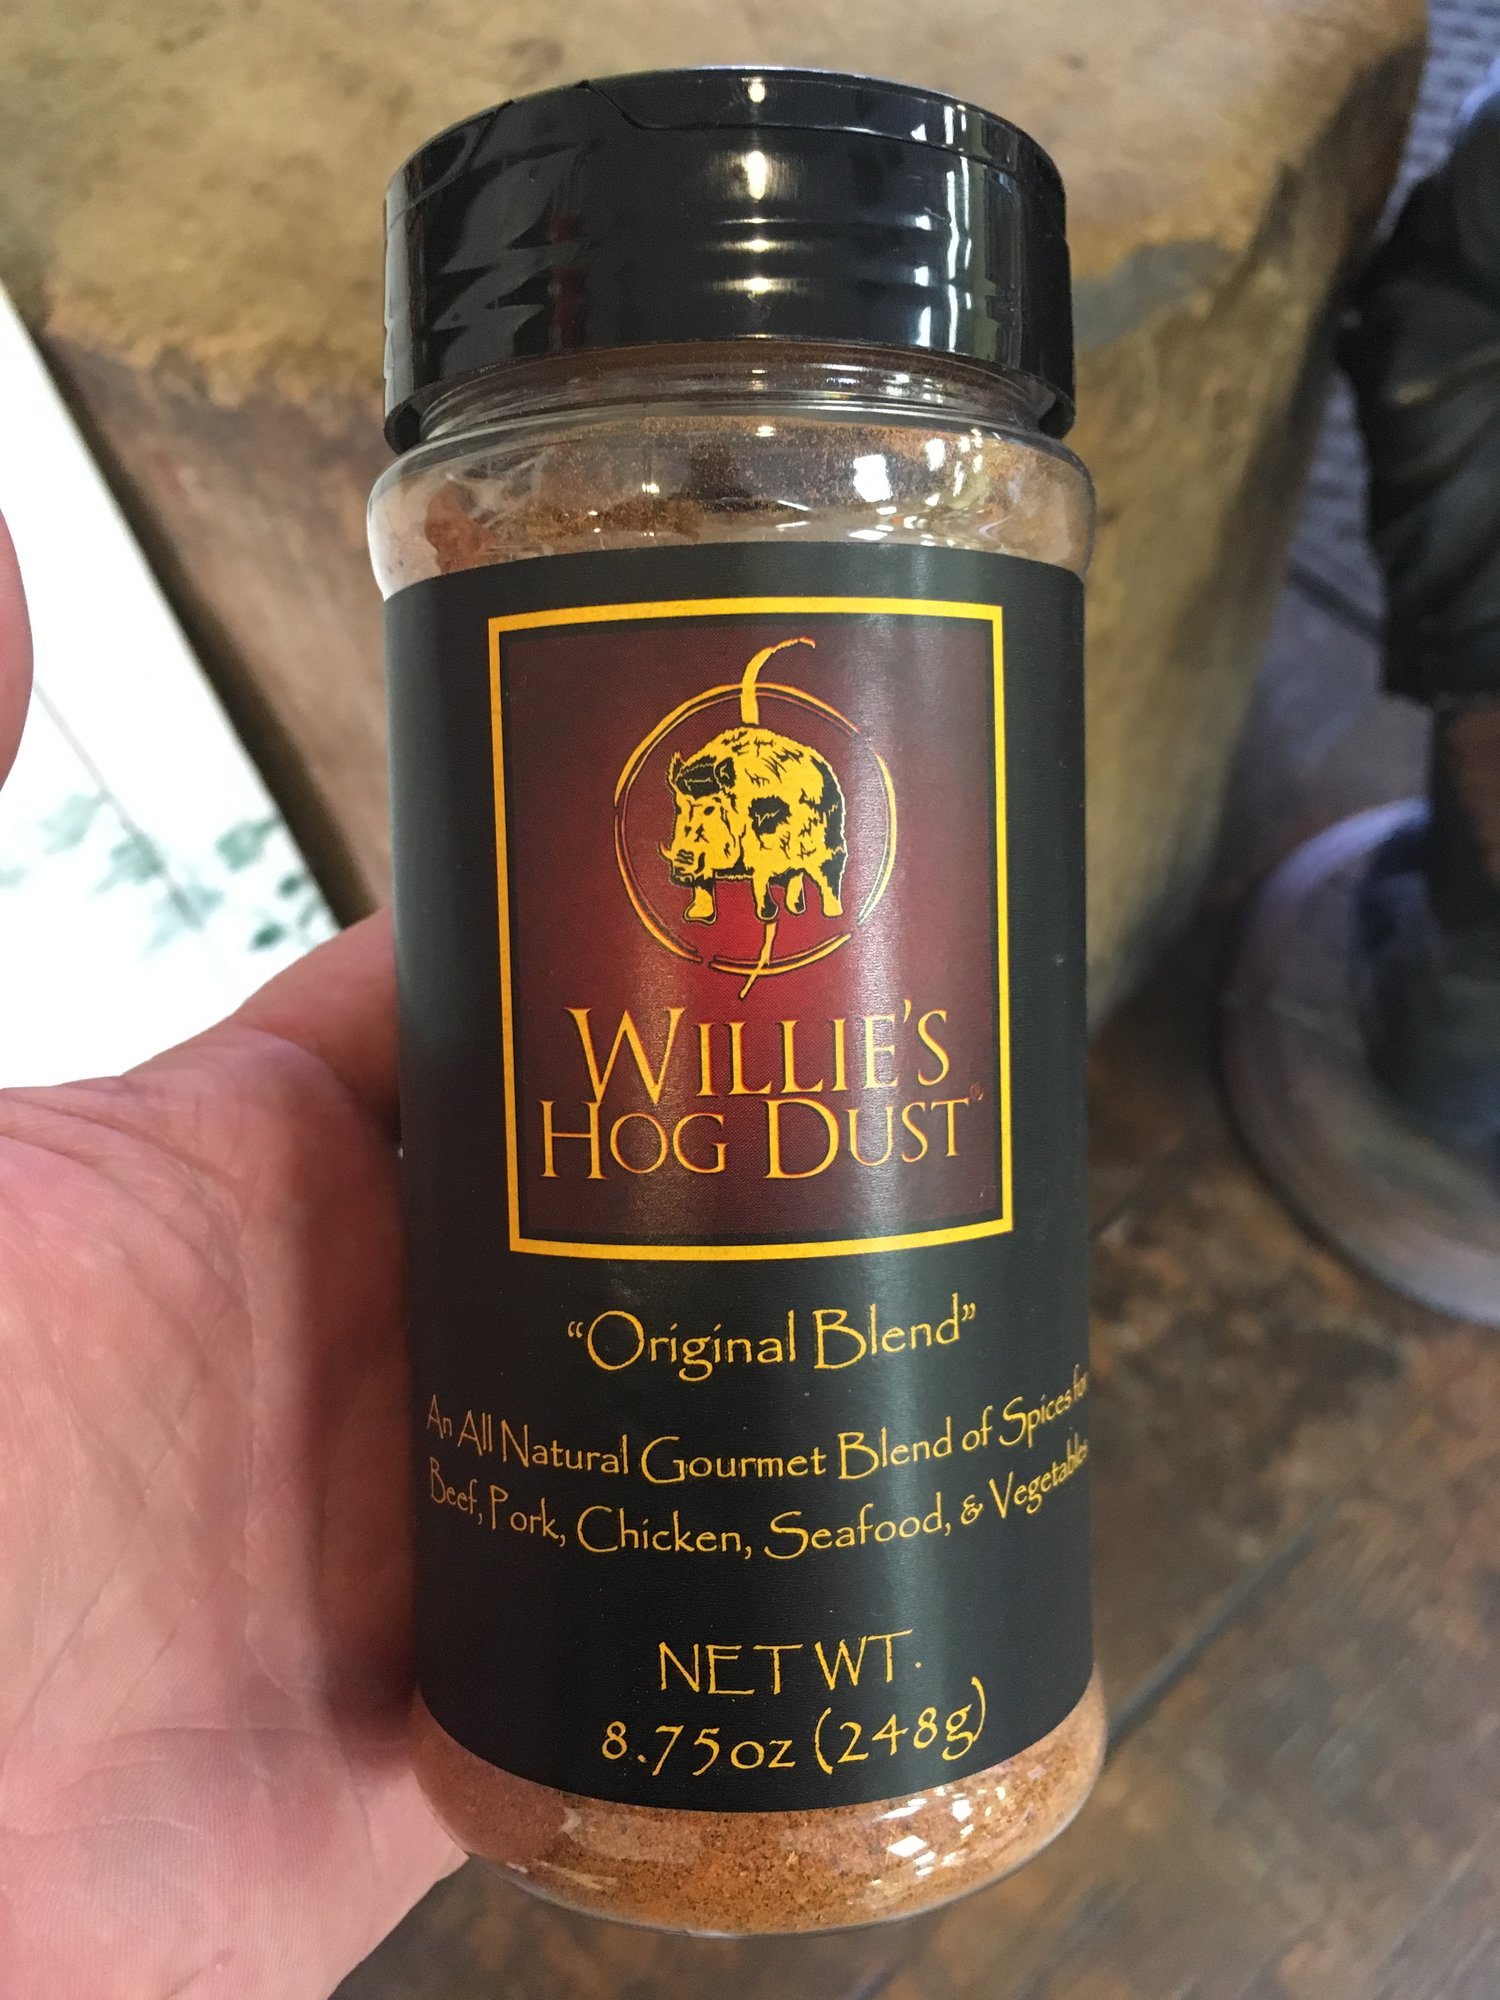 WILLIE'S
HOG DUST®
“Original Blend”
An All Natural Gourmet Blend of Spices for
Beef, Pork, Chicken, Seafood, & Vegetables
NET WT.
8.75oz (248g)